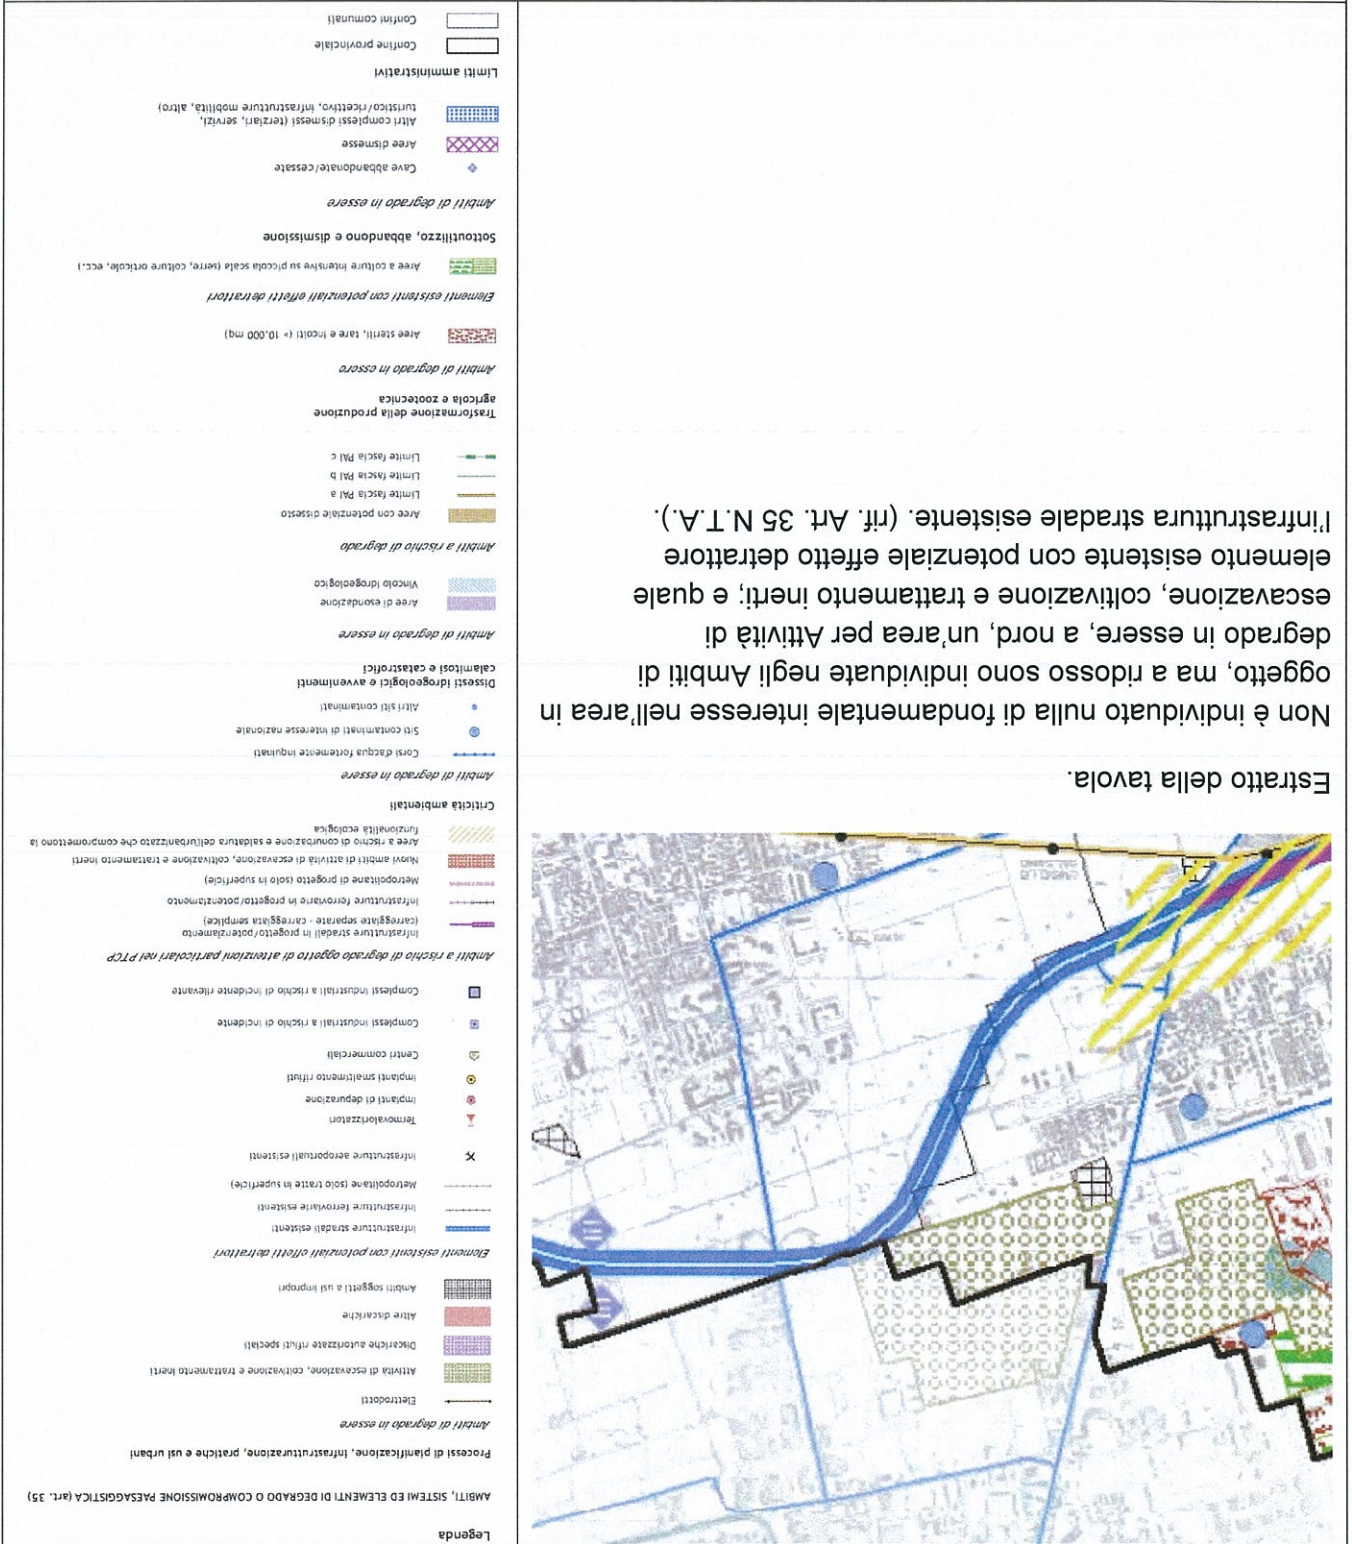 Estratto della tavola.
Non è individuato nulla di fondamentale interesse nell'area in
oggetto, ma a ridosso sono individuate negli Ambiti di
degrado in essere, a nord, un'area per Attività di
escavazione, coltivazione e trattamento inerti; e quale
elemento esistente con potenziale effetto detrattore
l'infrastruttura stradale esistente. (rif. Art. 35 N.T.A.).
Legenda
AMBITI, SISTEMI ED ELEMENTI DI DEGRADO O COMPROMISSIONE PAESAGGISTICA (art. 35)
Processi di pianificazione, infrastrutturazione, pratiche e usi urbani
Ambiti di degrado in essere
Elettrodotti
Attività di escavazione, coltivazione e trattamento inerti
Discariche autorizzate rifiuti speciali
Altre discariche
Ambiti soggetti a usi impropri
Elementi esistenti con potenziali effetti detrattori
Infrastrutture stradali esistenti
Infrastrutture ferroviarie esistenti
Metropolitane (solo tratte in superficie)
Infrastrutture aeroportuali esistenti
Termovalorizzatori
Impianti di depurazione
Impianti smaltimento rifiuti
Centri commerciali
Complessi industriali a rischio di incidente
Complessi industriali a rischio di incidente rilevante
Ambiti a rischio di degrado oggetto di attenzioni particolari nel PTCP
Infrastrutture stradali in progetto/potenziamento
(carreggiate separate - carreggiata semplice)
Infrastrutture ferroviarie in progetto/potenziamento
Metropolitane di progetto (solo in superficie)
Nuovi ambiti di attività di escavazione, coltivazione e trattamento inerti
Aree a rischio di conurbazione e saldatura dell'urbanizzato che compromettono la
funzionalità ecologica
Criticità ambientali
Ambiti di degrado in essere
Corsi d'acqua fortemente inquinati
Siti contaminati di interesse nazionale
Altri siti contaminati
Dissesti idrogeologici e avvenimenti
calamitosi e catastrofici
Ambiti di degrado in essere
Aree di esondazione
Vincolo idrogeologico
Ambiti a rischio di degrado
Aree con potenziale dissesto
Limite fascia PAI a
Limite fascia PAI b
Limite fascia PAI c
Trasformazione della produzione
agricola e zootecnica
Ambiti di degrado in essere
Aree sterili, tare e incolti (> 10.000 mq)
Elementi esistenti con potenziali effetti detrattori
Aree a colture intensive su piccola scala (serre, colture orticole, ecc.)
Sottoutilizzo, abbandono e dismissione
Ambiti di degrado in essere
Cave abbandonate/cessate
Aree dismesse
Altri complessi dismessi (terziari, servizi,
turistico/ricettivo, infrastrutture mobilità, altro)
Limiti amministrativi
Confine provinciale
Confini comunali